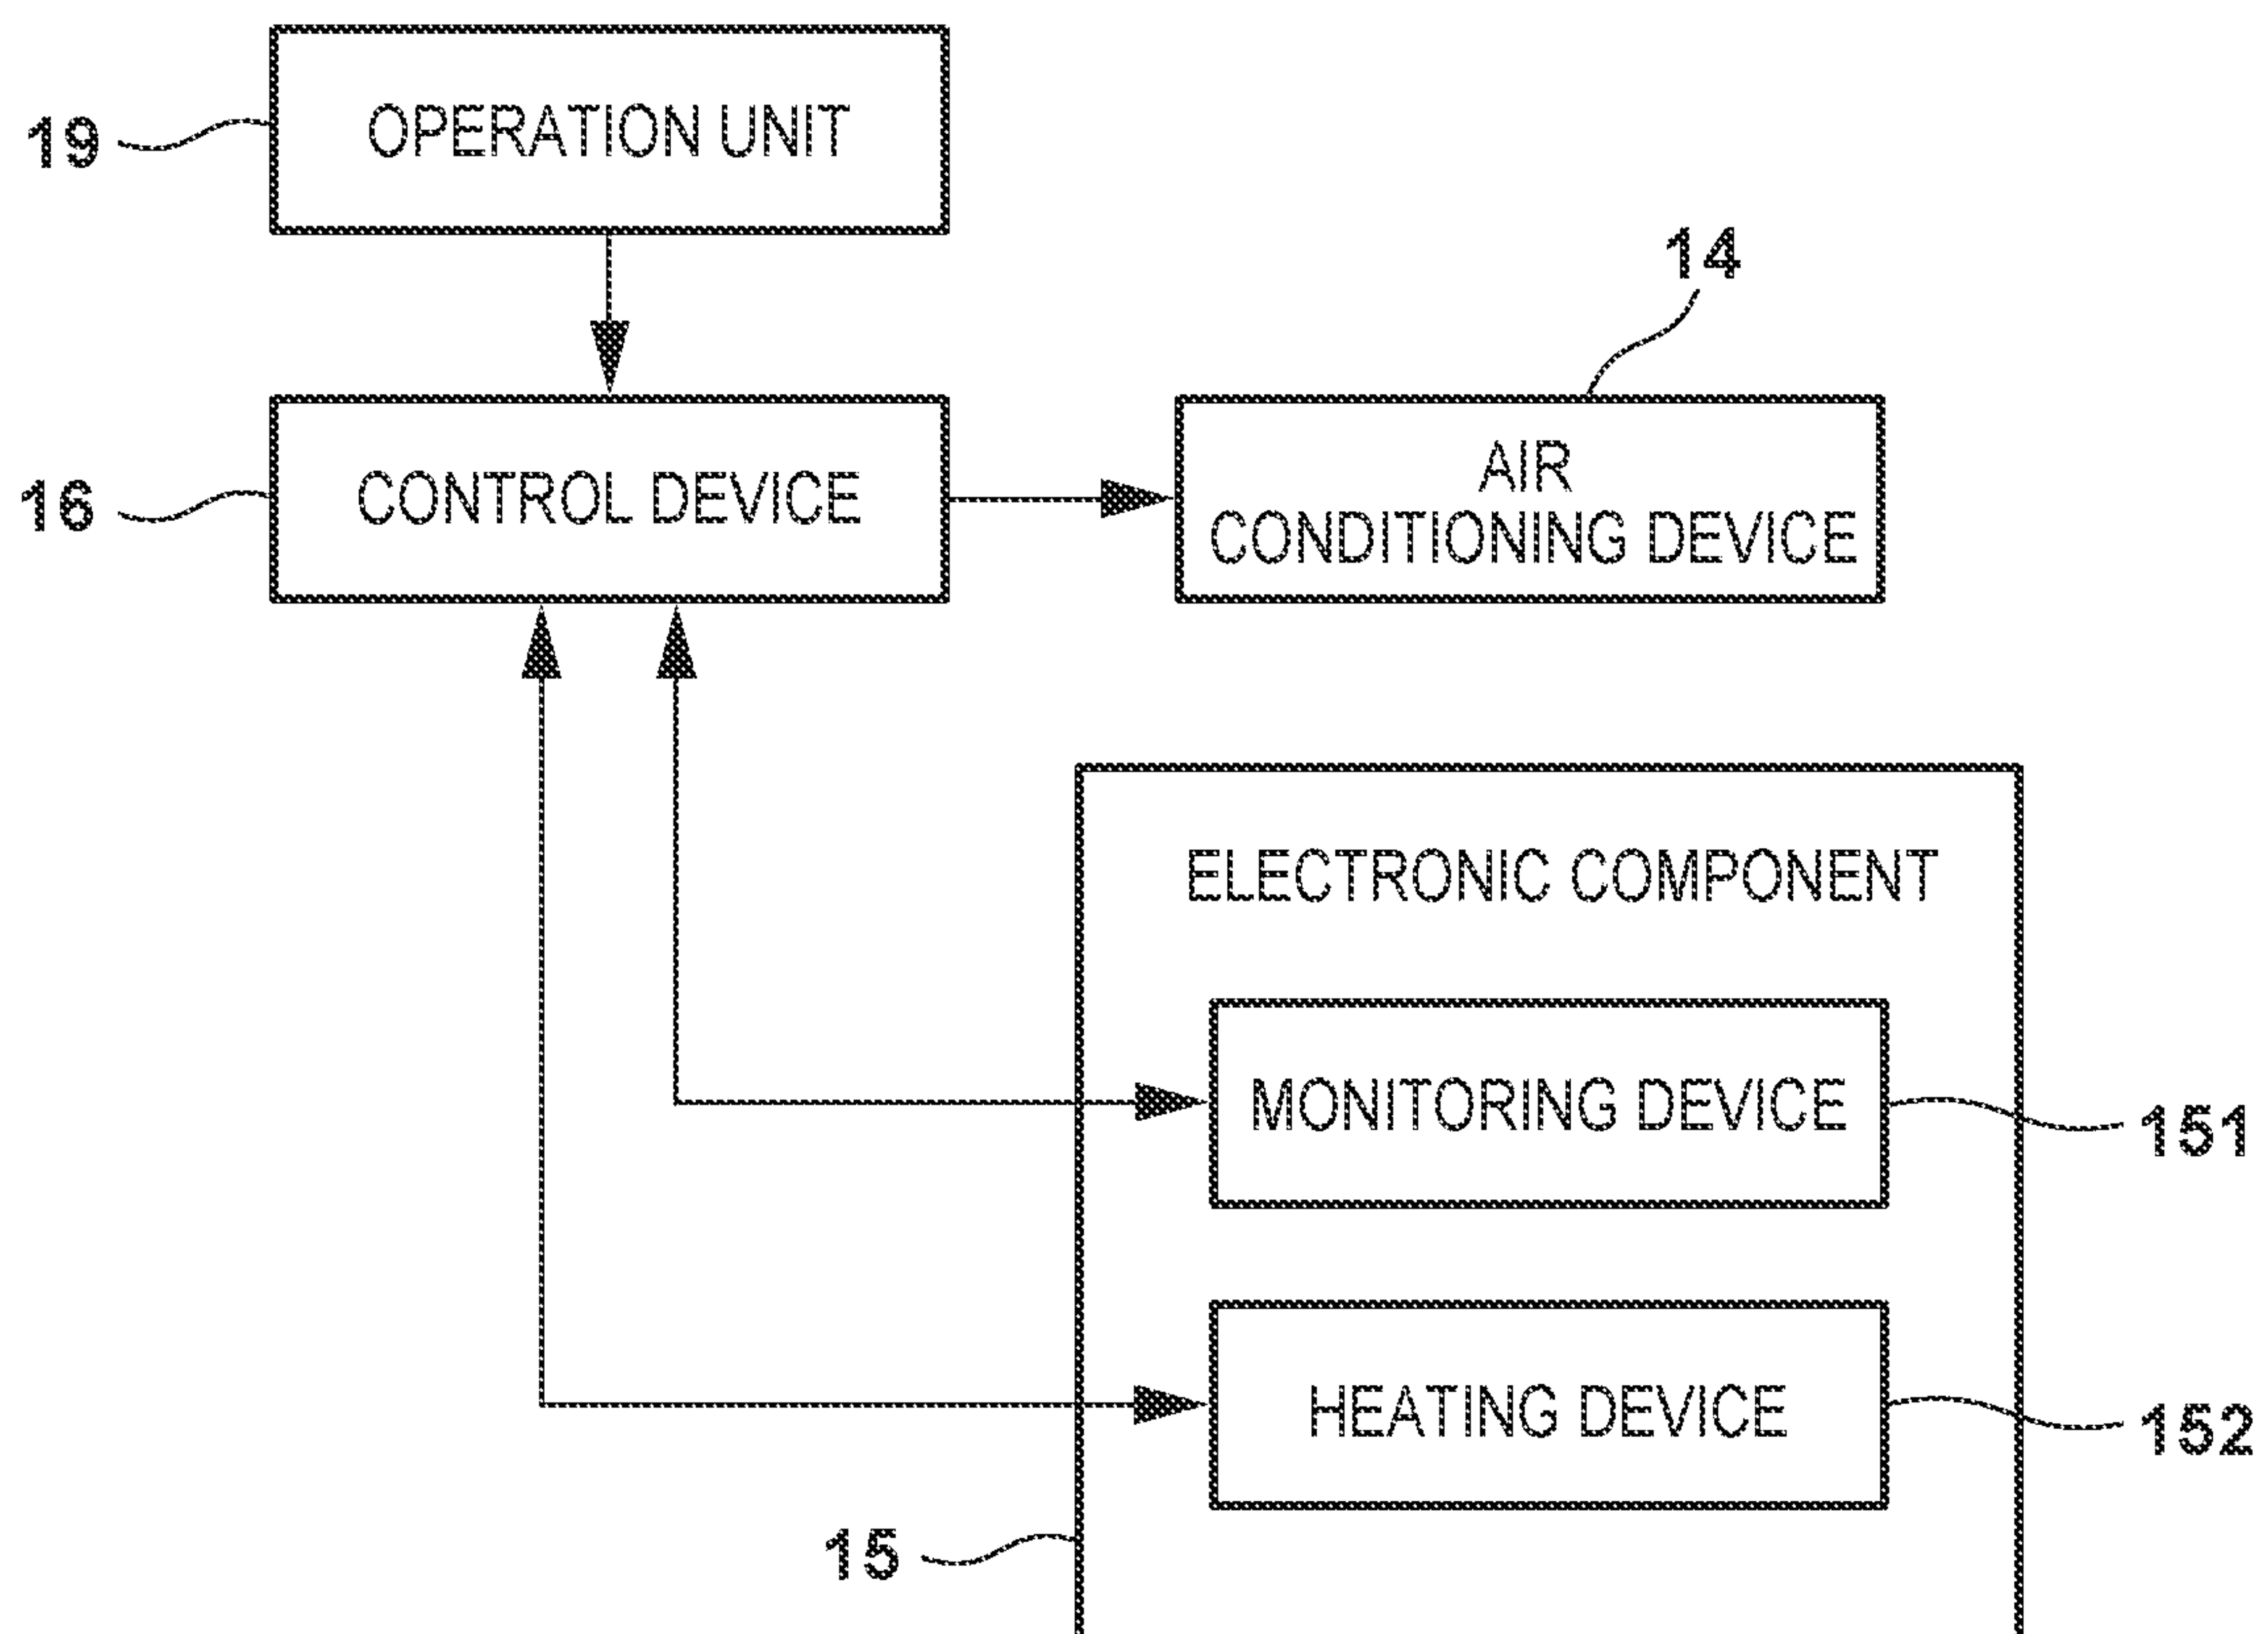 19
OPERATION UNIT
14
16
CONTROL DEVICE
AIR
CONDITIONING DEVICE
ELECTRONIC COMPONENT
MONITORING DEVICE
151
HEATING DEVICE
152
15